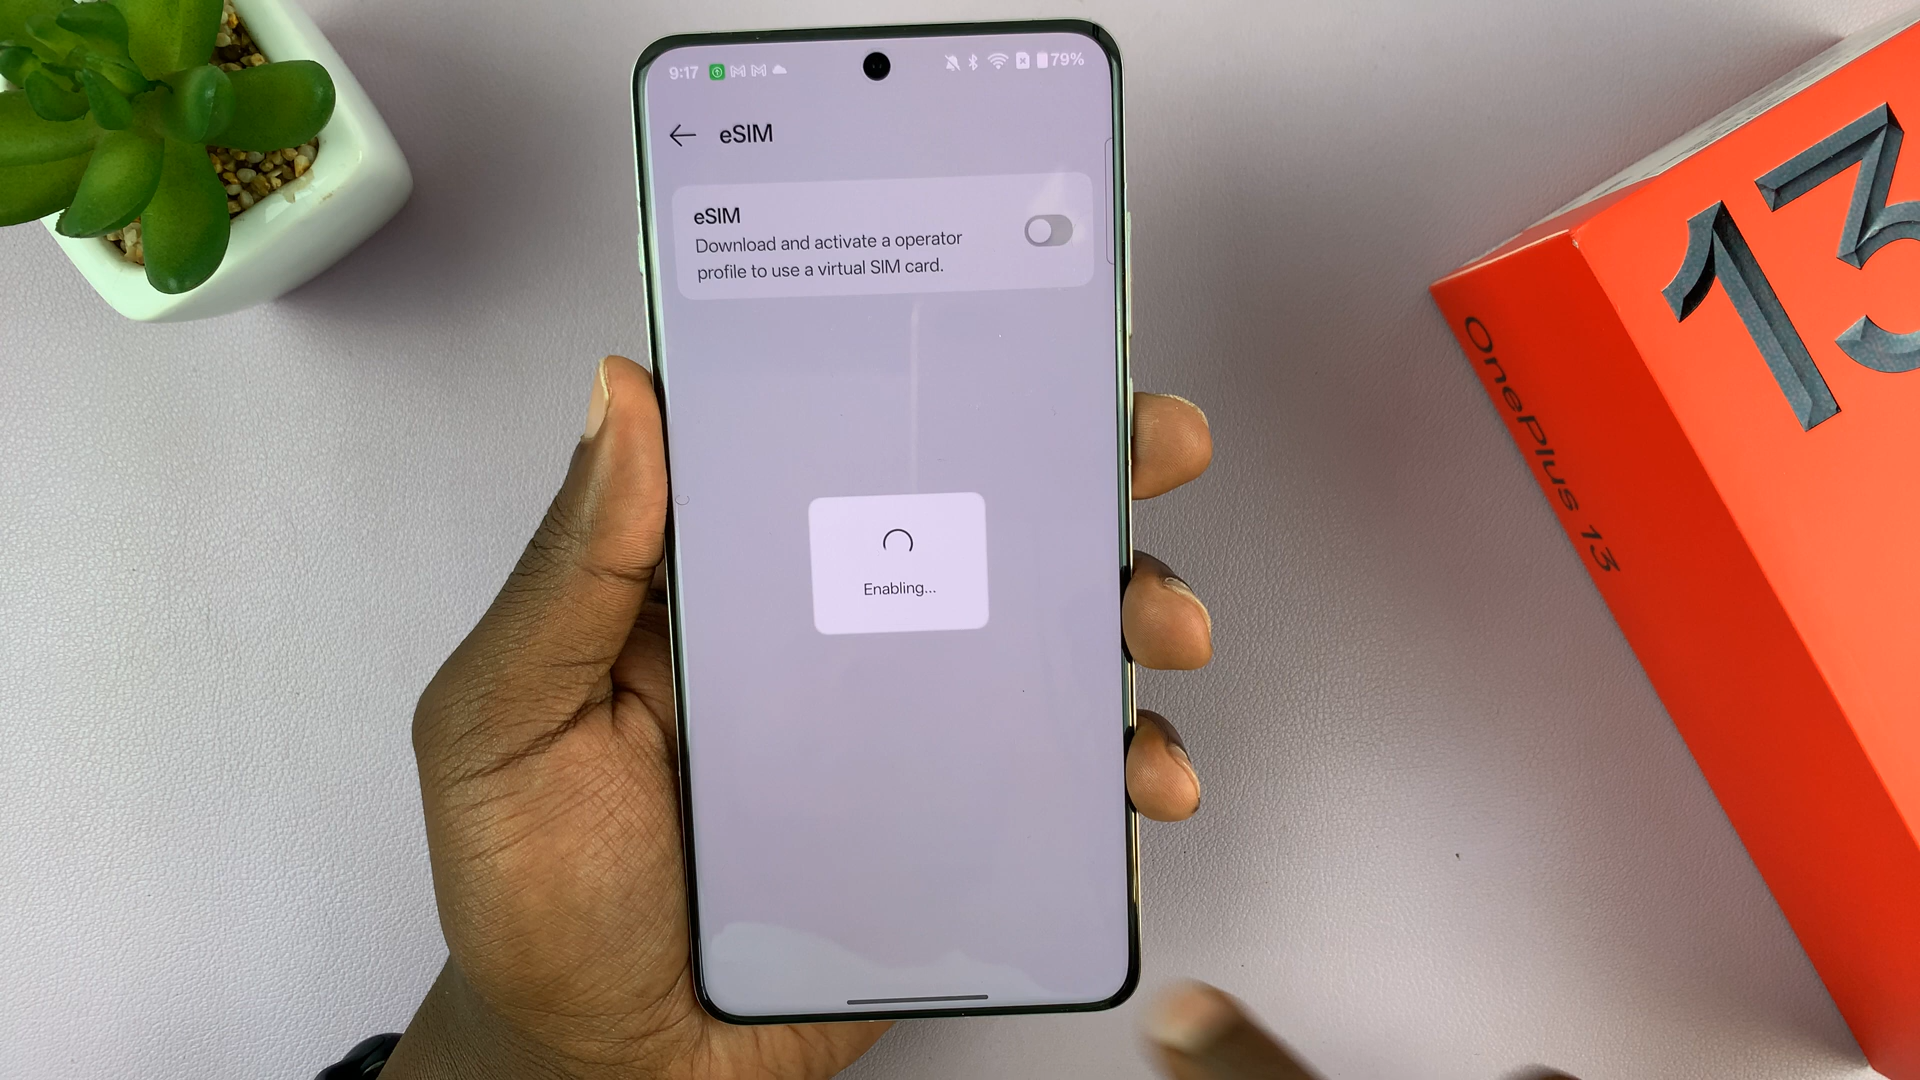 9:17
79%
eSIM
eSIM
Download and activate a operator
profile to use a virtual SIM card.
Enabling...
13
OnePlus 13